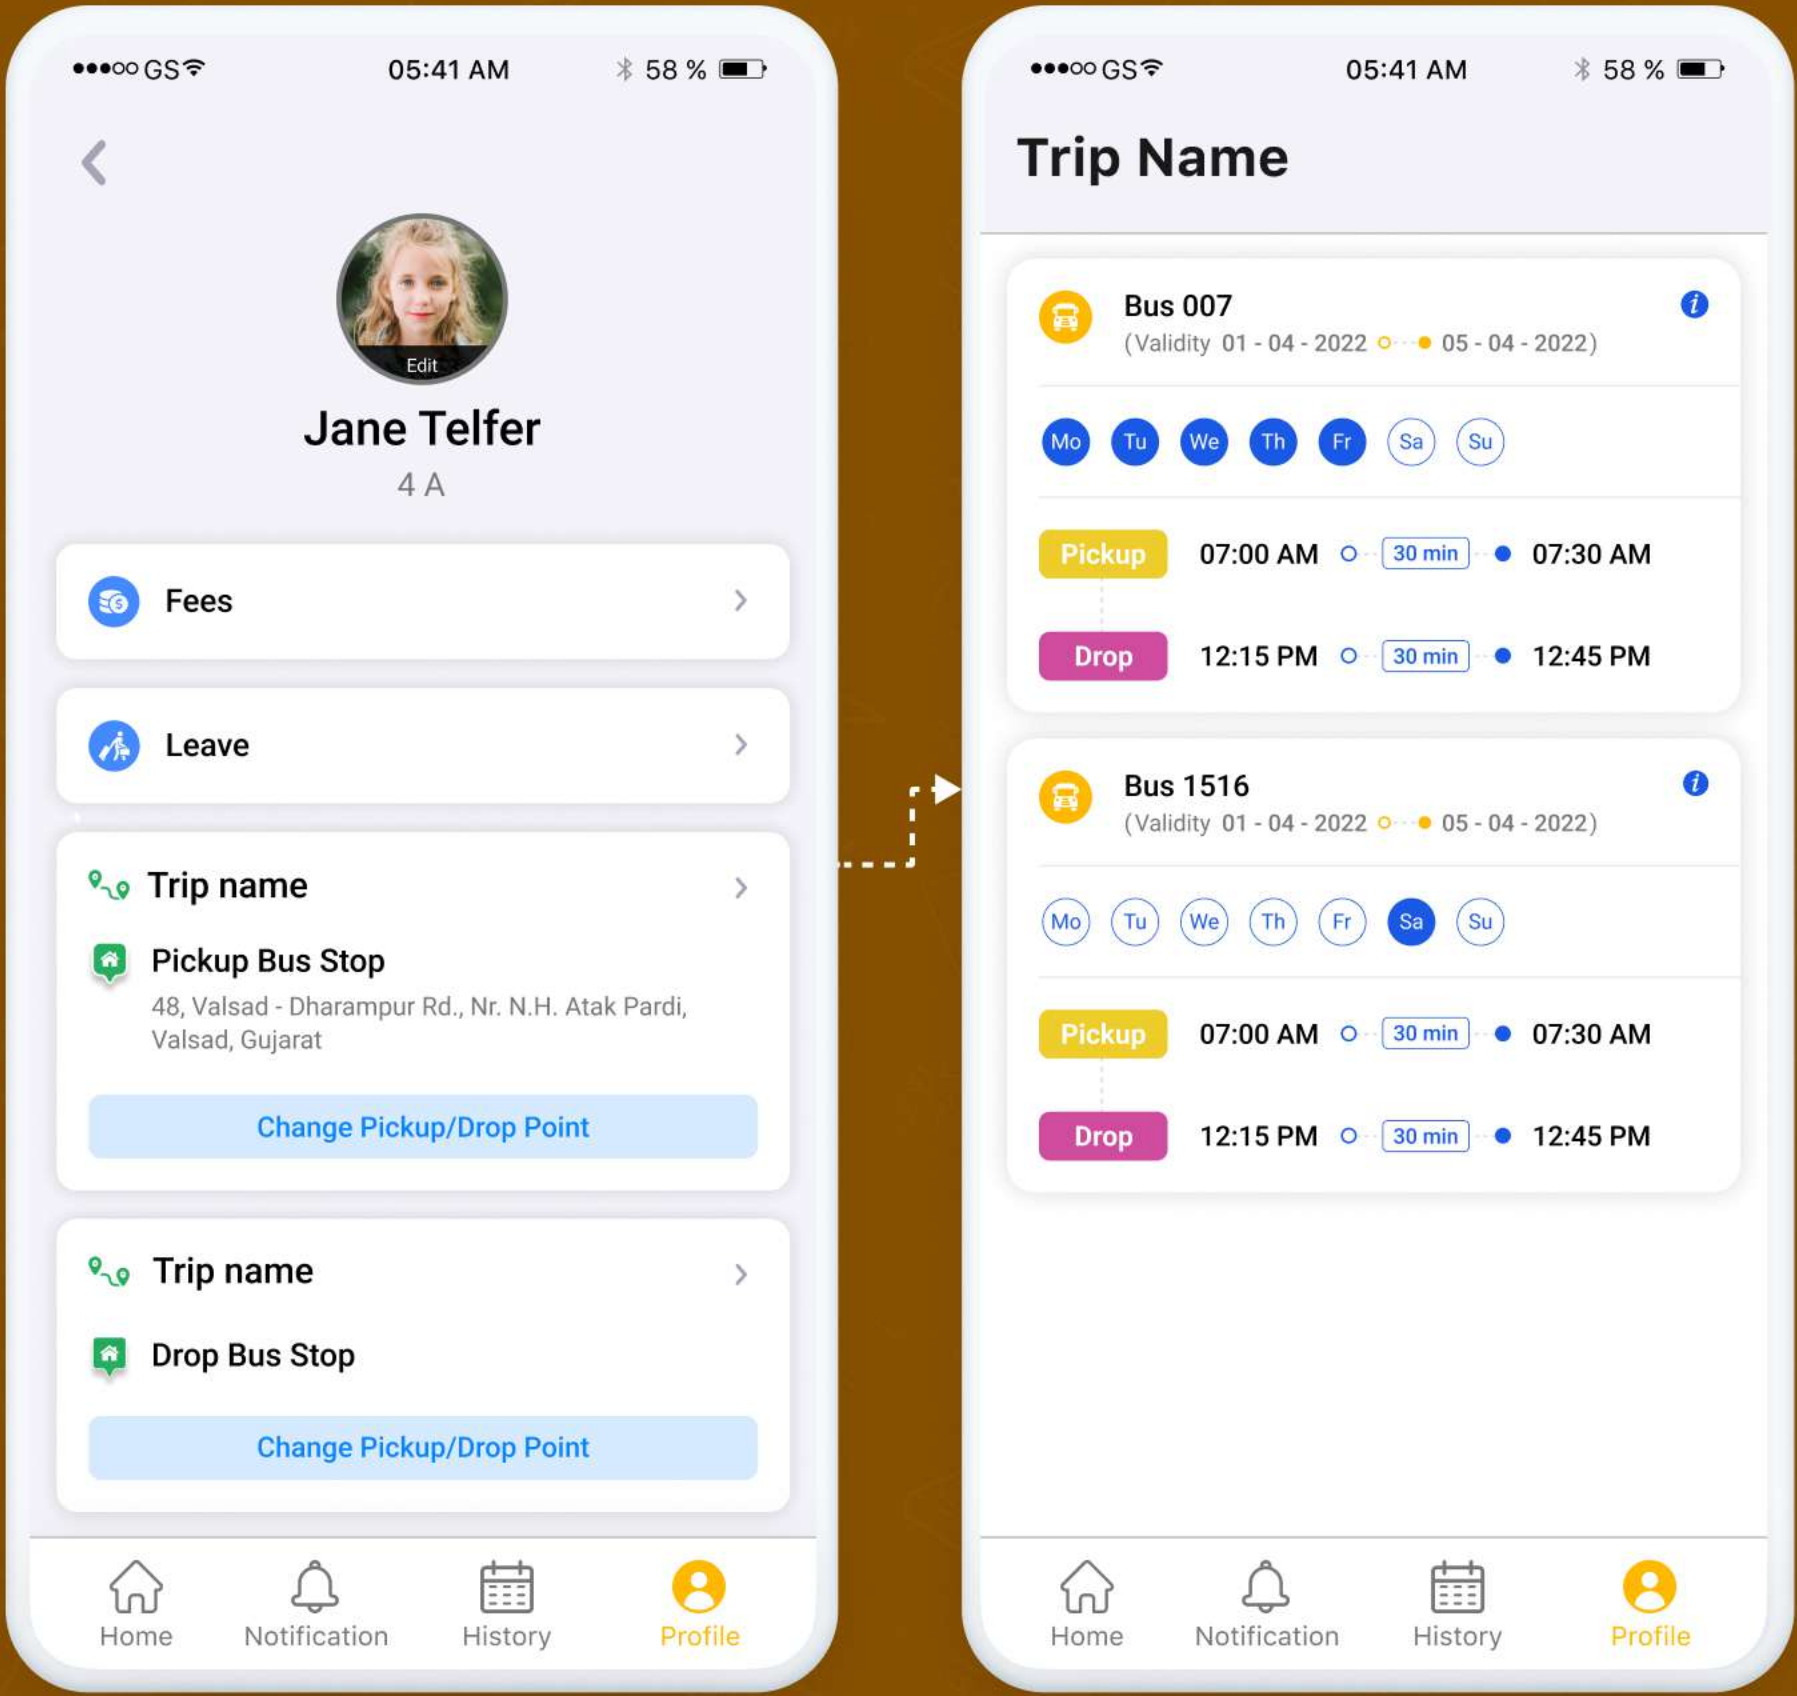 GS
05:41 AM
58 %
Edit
Jane Telfer
4 A
Fees
Leave
Trip name
Pickup Bus Stop
48, Valsad - Dharampur Rd., Nr. N.H. Atak Pardi,
Valsad, Gujarat
Change Pickup/Drop Point
Trip name
Drop Bus Stop
Change Pickup/Drop Point
Home Notification History Profile
GS
05:41 AM
58 %
Trip Name
Bus 007
i
(Validity 01 - 04 - 2022 05 - 04 - 2022)
Mo Tu We Th Fr Sa Su
Pickup 07:00 AM 30 min 07:30 AM
Drop 12:15 PM 30 min 12:45 PM
Bus 1516
i
(Validity 01 - 04 - 2022 05 - 04 - 2022)
Mo Tu We Th Fr Sa Su
Pickup 07:00 AM 30 min 07:30 AM
Drop 12:15 PM 30 min 12:45 PM
Home Notification History Profile